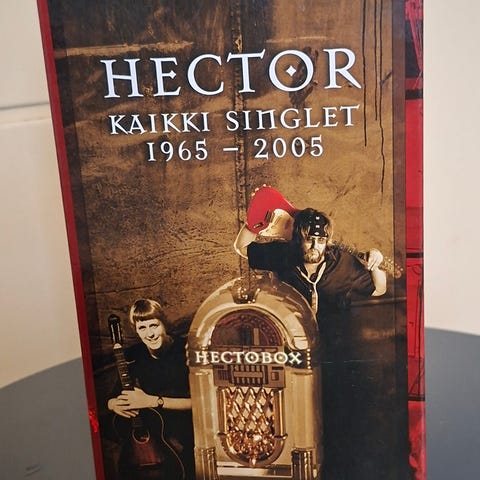 HECTOR
KAIKKI SINGLET
1965 – 2005
HECTOBOX